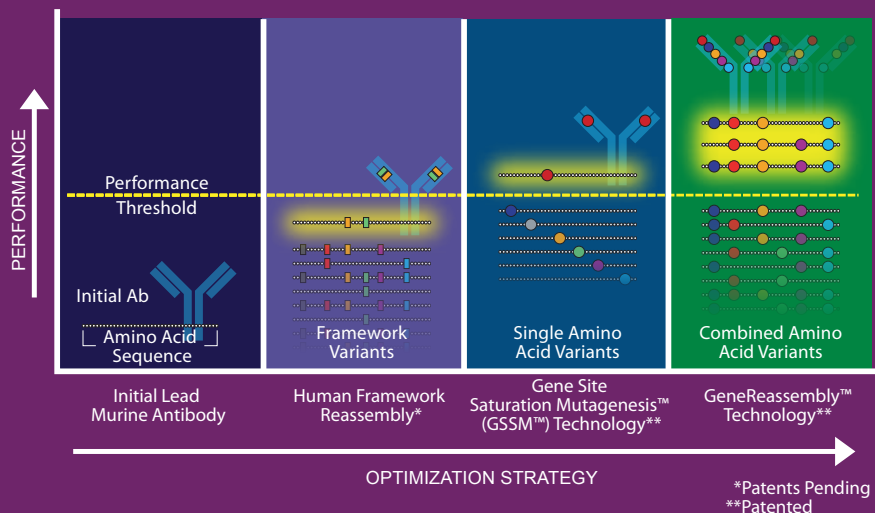 PERFORMANCE
Performance
Threshold
Initial Ab
Amino Acid
Sequence
Framework
Variants
Single Amino
Acid Variants
Combined Amino
Acid Variants
Initial Lead
Murine Antibody
Human Framework
Reassembly*
Gene Site
Saturation Mutagenesis™
(GSSM™) Technology**
GeneReassembly™
Technology**
OPTIMIZATION STRATEGY
*Patents Pending
**Patented